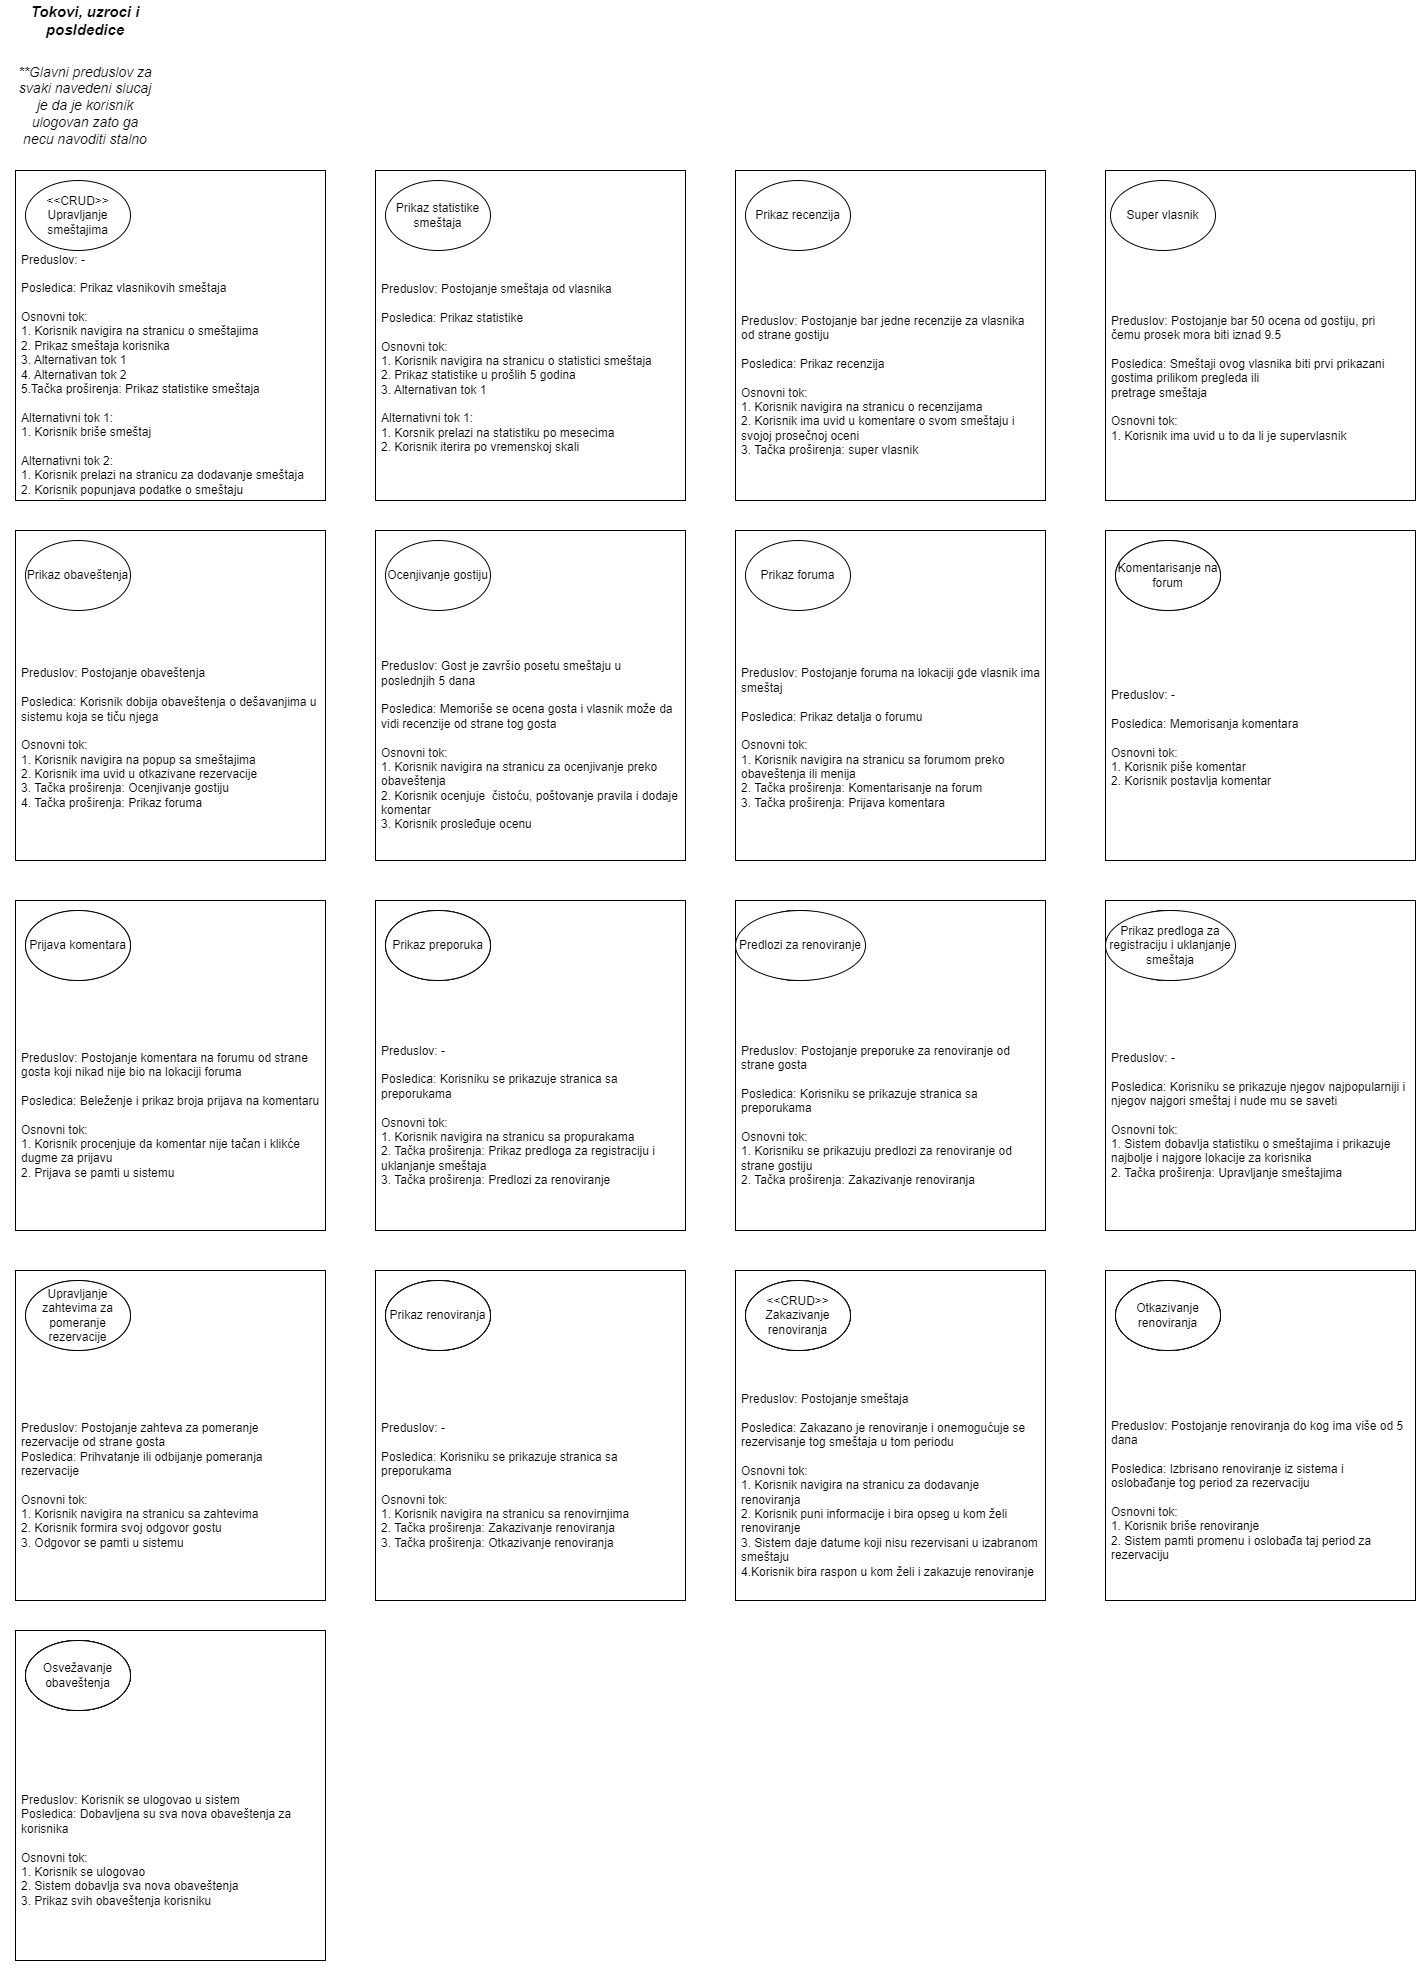 Tokovi, uzroci i
posldedice
**Glavni preduslov za
svaki navedeni slucaj
je da je korisnik
ulogovan zato ga
necu navoditi stalno
<<CRUD>>
Upravljanje
smeštajima
Preduslov: -
Posledica: Prikaz vlasnikovih smeštaja
Osnovni tok:
1. Korisnik navigira na stranicu o smeštajima
2. Prikaz smeštaja korisnika
3. Alternativan tok 1
4. Alternativan tok 2
5.Tačka proširenja: Prikaz statistike smeštaja
Alternativni tok 1:
1. Korisnik briše smeštaj
Alternativni tok 2:
1. Korisnik prelazi na stranicu za dodavanje smeštaja
2. Korisnik popunjava podatke o smeštaju
Prikaz statistike
smeštaja
Preduslov: Postojanje smeštaja od vlasnika
Posledica: Prikaz statistike
Osnovni tok:
1. Korisnik navigira na stranicu o statistici smeštaja
2. Prikaz statistike u prošlih 5 godina
3. Alternativan tok 1
Alternativni tok 1:
1. Korsnik prelazi na statistiku po mesecima
2. Korisnik iterira po vremenskoj skali
Prikaz recenzija
Preduslov: Postojanje bar jedne recenzije za vlasnika
od strane gostiju
Posledica: Prikaz recenzija
Osnovni tok:
1. Korisnik navigira na stranicu o recenzijama
2. Korisnik ima uvid u komentare o svom smeštaju i
svojoj prosečnoj oceni
3. Tačka proširenja: super vlasnik
Super vlasnik
Preduslov: Postojanje bar 50 ocena od gostiju, pri
čemu prosek mora biti iznad 9.5
Posledica: Smeštaji ovog vlasnika biti prvi prikazani
gostima prilikom pregleda ili
pretrage smeštaja
Osnovni tok:
1. Korisnik ima uvid u to da li je supervlasnik
Prikaz obaveštenja
Preduslov: Postojanje obaveštenja
Posledica: Korisnik dobija obaveštenja o dešavanjima u
sistemu koja se tiču njega
Osnovni tok:
1. Korisnik navigira na popup sa smeštajima
2. Korisnik ima uvid u otkazivane rezervacije
3. Tačka proširenja: Ocenjivanje gostiju
4. Tačka proširenja: Prikaz foruma
Ocenjivanje gostiju
Preduslov: Gost je završio posetu smeštaju u
poslednjih 5 dana
Posledica: Memoriše se ocena gosta i vlasnik može da
vidi recenzije od strane tog gosta
Osnovni tok:
1. Korisnik navigira na stranicu za ocenjivanje preko
obaveštenja
2. Korisnik ocenjuje  čistoću, poštovanje pravila i dodaje
komentar
3. Korisnik prosleđuje ocenu
Prikaz foruma
Preduslov: Postojanje foruma na lokaciji gde vlasnik ima
smeštaj
Posledica: Prikaz detalja o forumu
Osnovni tok:
1. Korisnik navigira na stranicu sa forumom preko
obaveštenja ili menija
2. Tačka proširenja: Komentarisanje na forum
3. Tačka proširenja: Prijava komentara
Komentarisanje na
forum
Preduslov: -
Posledica: Memorisanja komentara
Osnovni tok:
1. Korisnik piše komentar
2. Korisnik postavlja komentar
Prijava komentara
Preduslov: Postojanje komentara na forumu od strane
gosta koji nikad nije bio na lokaciji foruma
Posledica: Beleženje i prikaz broja prijava na komentaru
Osnovni tok:
1. Korisnik procenjuje da komentar nije tačan i klikće
dugme za prijavu
2. Prijava se pamti u sistemu
Prikaz preporuka
Preduslov: -
Posledica: Korisniku se prikazuje stranica sa
preporukama
Osnovni tok:
1. Korisnik navigira na stranicu sa propurakama
2. Tačka proširenja: Prikaz predloga za registraciju i
uklanjanje smeštaja
3. Tačka proširenja: Predlozi za renoviranje
Predlozi za renoviranje
Preduslov: Postojanje preporuke za renoviranje od
strane gosta
Posledica: Korisniku se prikazuje stranica sa
preporukama
Osnovni tok:
1. Korisniku se prikazuju predlozi za renoviranje od
strane gostiju
2. Tačka proširenja: Zakazivanje renoviranja
Prikaz predloga za
registraciju i uklanjanje
smeštaja
Preduslov: -
Posledica: Korisniku se prikazuje njegov najpopularniji i
njegov najgori smeštaj i nude mu se saveti
Osnovni tok:
1. Sistem dobavlja statistiku o smeštajima i prikazuje
najbolje i najgore lokacije za korisnika
2. Tačka proširenja: Upravljanje smeštajima
Upravljanje
zahtevima za
pomeranje
rezervacije
Preduslov: Postojanje zahteva za pomeranje
rezervacije od strane gosta
Posledica: Prihvatanje ili odbijanje pomeranja
rezervacije
Osnovni tok:
1. Korisnik navigira na stranicu sa zahtevima
2. Korisnik formira svoj odgovor gostu
3. Odgovor se pamti u sistemu
Prikaz renoviranja
Preduslov: -
Posledica: Korisniku se prikazuje stranica sa
preporukama
Osnovni tok:
1. Korisnik navigira na stranicu sa renovirnjima
2. Tačka proširenja: Zakazivanje renoviranja
3. Tačka proširenja: Otkazivanje renoviranja
<<CRUD>>
Zakazivanje
renoviranja
Preduslov: Postojanje smeštaja
Posledica: Zakazano je renoviranje i onemogućuje se
rezervisanje tog smeštaja u tom periodu
Osnovni tok:
1. Korisnik navigira na stranicu za dodavanje
renoviranja
2. Korisnik puni informacije i bira opseg u kom želi
renoviranje
3. Sistem daje datume koji nisu rezervisani u izabranom
smeštaju
4.Korisnik bira raspon u kom želi i zakazuje renoviranje
Otkazivanje
renoviranja
Preduslov: Postojanje renoviranja do kog ima više od 5
dana
Posledica: Izbrisano renoviranje iz sistema i
oslobađanje tog period za rezervaciju
Osnovni tok:
1. Korisnik briše renoviranje
2. Sistem pamti promenu i oslobađa taj period za
rezervaciju
Osvežavanje
obaveštenja
Preduslov: Korisnik se ulogovao u sistem
Posledica: Dobavljena su sva nova obaveštenja za
korisnika
Osnovni tok:
1. Korisnik se ulogovao
2. Sistem dobavlja sva nova obaveštenja
3. Prikaz svih obaveštenja korisniku